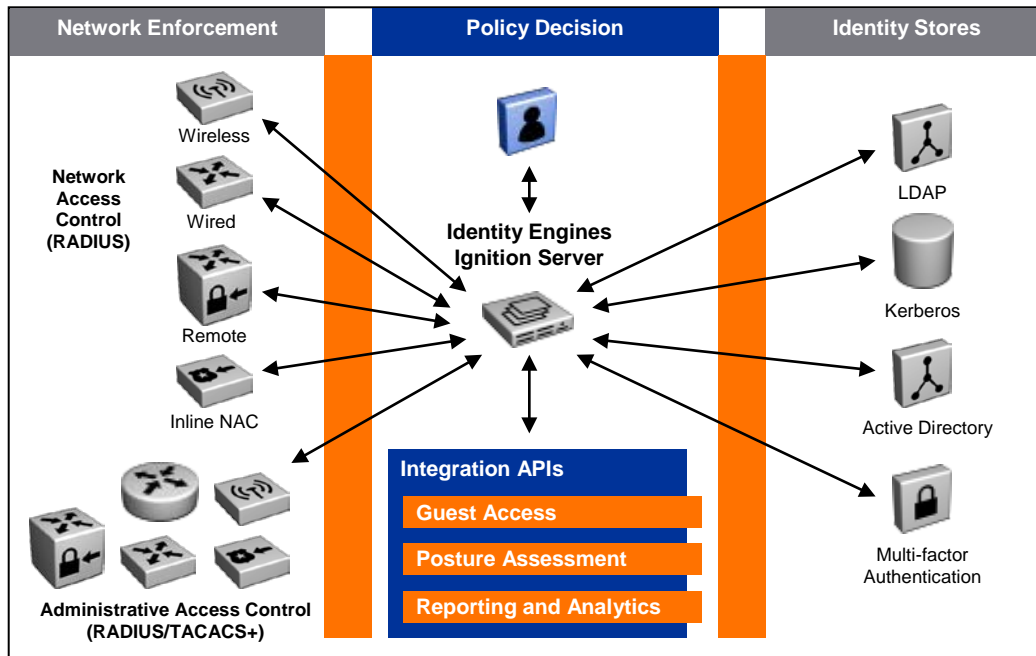 Network Enforcement
Policy Decision
Identity Stores
Wireless
Network
Access
Control
(RADIUS)
Wired
Remote
Inline NAC
Administrative Access Control
(RADIUS/TACACS+)
Identity Engines
Ignition Server
Integration APIs
Guest Access
Posture Assessment
Reporting and Analytics
LDAP
Kerberos
Active Directory
Multi-factor
Authentication